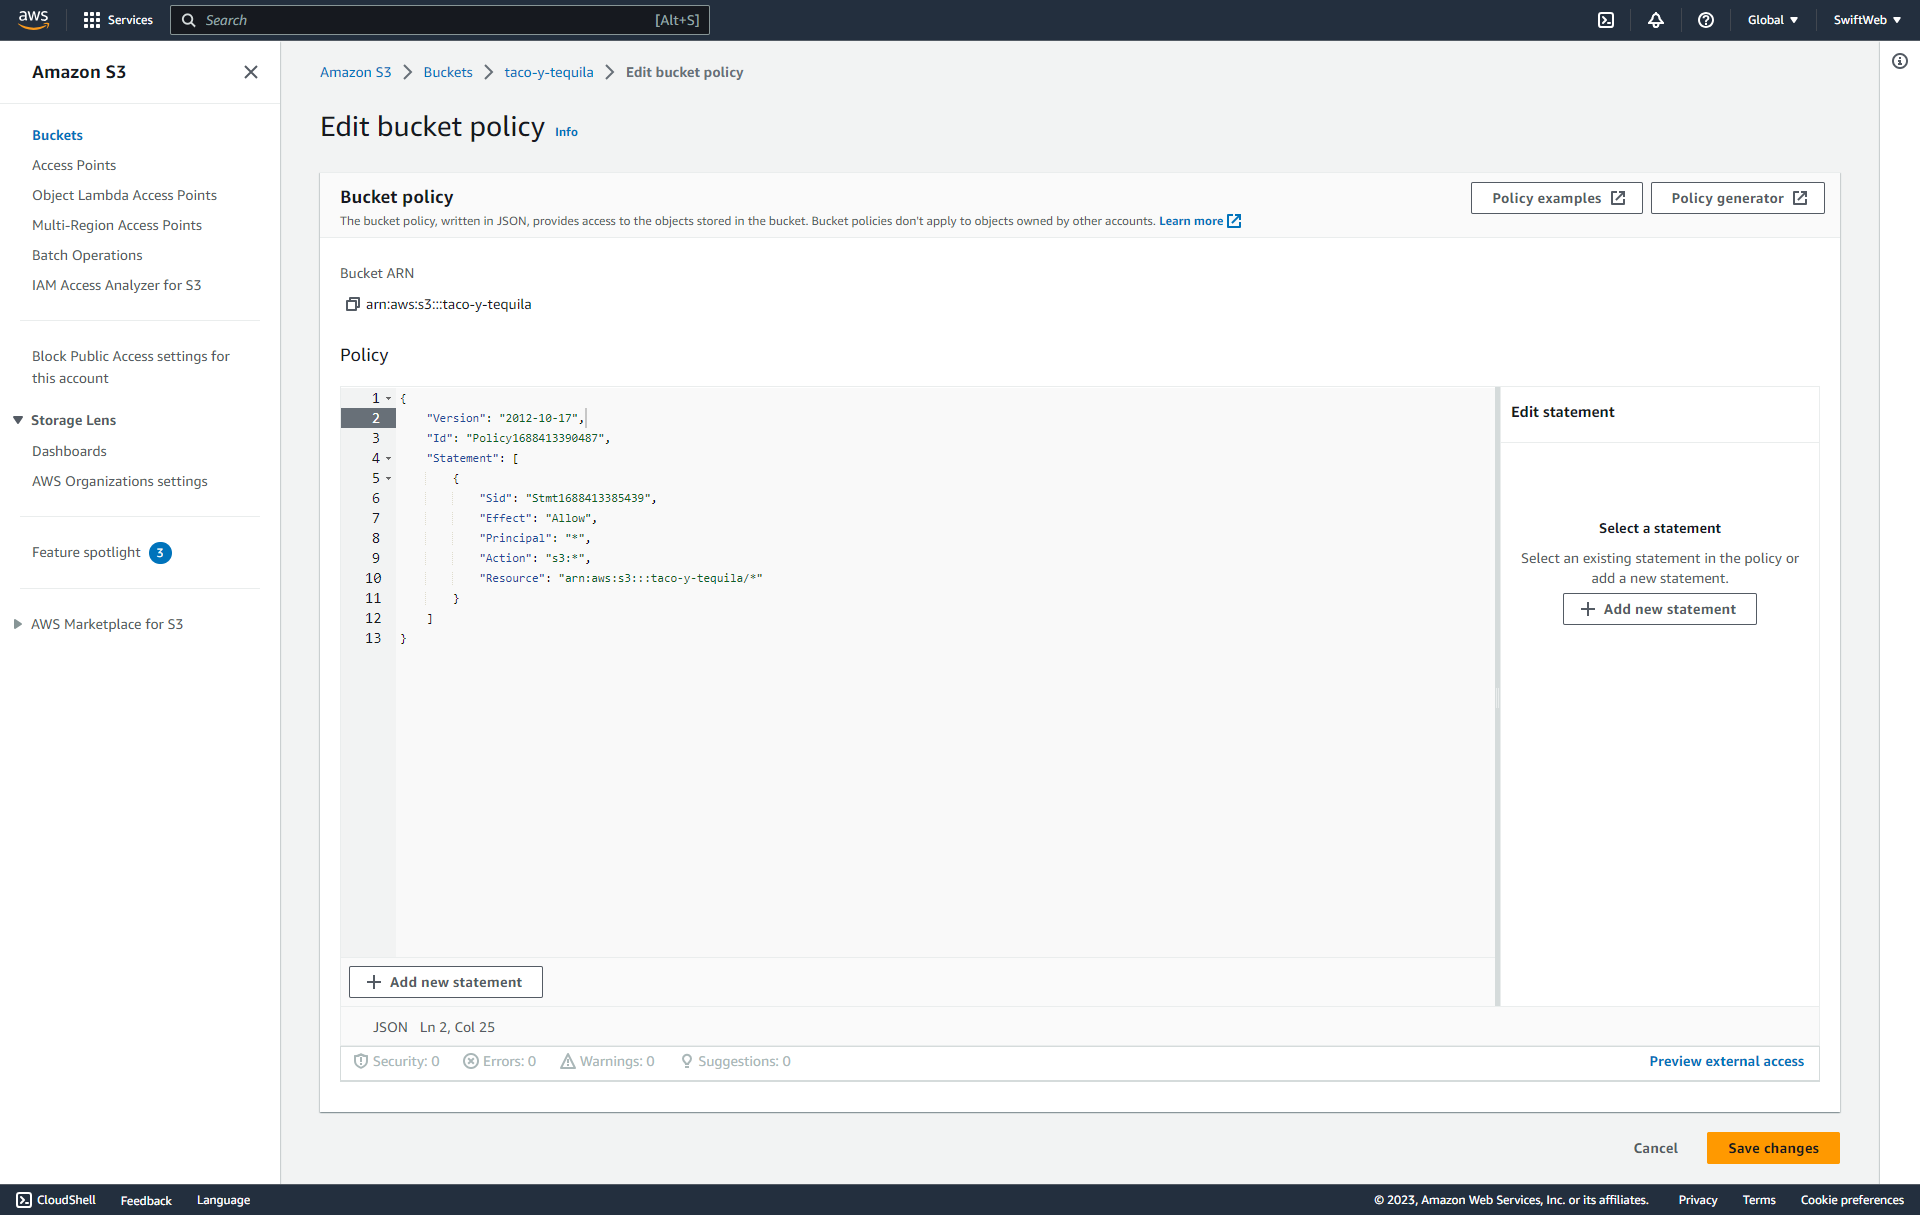 aws Services Search [Alt+S] Global SwiftWeb
Amazon S3
Buckets
Access Points
Object Lambda Access Points
Multi-Region Access Points
Batch Operations
IAM Access Analyzer for S3
Block Public Access settings for
this account
Storage Lens
Dashboards
AWS Organizations settings
Feature spotlight 3
AWS Marketplace for S3
Amazon S3 Buckets taco-y-tequila Edit bucket policy
Edit bucket policy Info
Bucket policy
The bucket policy, written in JSON, provides access to the objects stored in the bucket. Bucket policies don't apply to objects owned by other accounts. Learn more
Policy examples Policy generator
Bucket ARN
arn:aws:s3:::taco-y-tequila
Policy
1 {
2 "Version": "2012-10-17",
3 "Id": "Policy1688413390487",
4 "Statement": [
5 {
6 "Sid": "Stmt1688413385439",
7 "Effect": "Allow",
8 "Principal": "*",
9 "Action": "s3:*",
10 "Resource": "arn:aws:s3:::taco-y-tequila/*"
11 }
12 ]
13 }
Edit statement
Select a statement
Select an existing statement in the policy or
add a new statement.
Add new statement
Add new statement
JSON Ln 2, Col 25
Security: 0 Errors: 0 Warnings: 0 Suggestions: 0 Preview external access
Cancel Save changes
CloudShell Feedback Language © 2023, Amazon Web Services, Inc. or its affiliates. Privacy Terms Cookie preferences